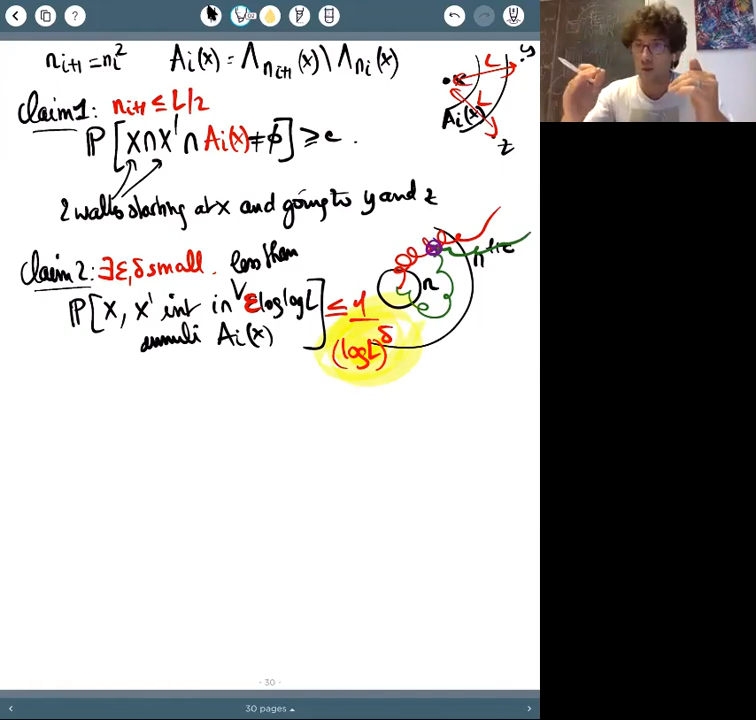 n_{i+1} = n_i^2   A_i(x) = Λ_{n_{i+1}}(x) \ Λ_{n_i}(x)
Claim 1: n_{i+1} ≤ L/2
ℙ[X ∩ X' ∩ A_i(x) ≠ ∅] ≥ c.
2 walks starting at x and going to y and z
Claim 2: ∃ε, δ small. less than
ℙ[X, X' int in ε log log L annuli A_i(x)] ≤ 1/(log L)^δ
x L y
L
A_i(x)
z
n
- 30 -
30 pages